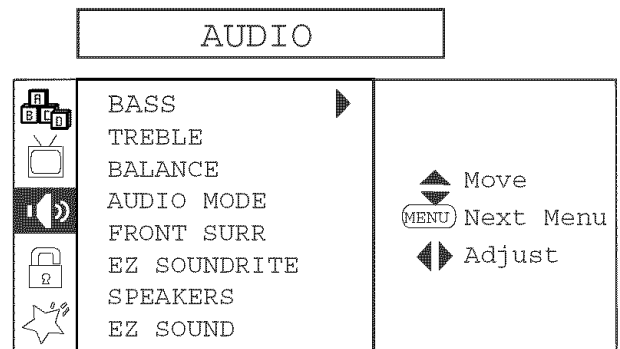 AUDIO
A
B C D
BASS
TREBLE
BALANCE
AUDIO MODE
FRONT SURR
EZ SOUNDRITE
SPEAKERS
EZ SOUND
Move
MENU Next Menu
Adjust